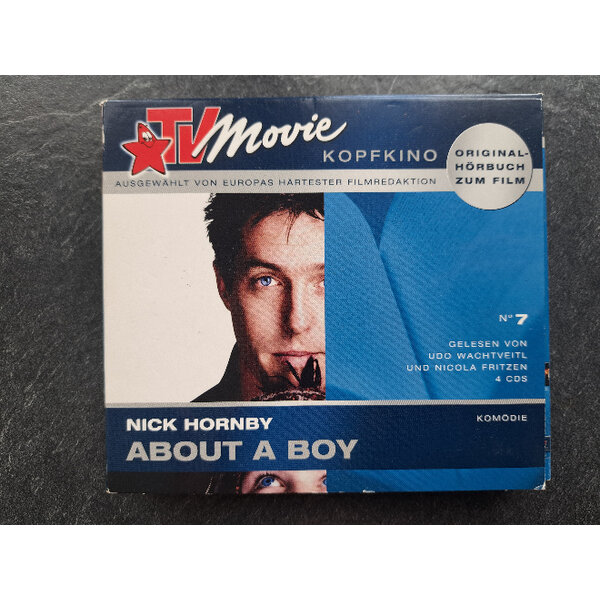 TV Movie
KOPFKINO
AUSGEWÄHLT VON EUROPAS HÄRTESTER FILMREDAKTION
ORIGINAL-
HÖRBUCH
ZUM FILM
N° 7
GELESEN VON
UDO WACHTVEITL
UND NICOLA FRITZEN
4 CDS
NICK HORNBY
KOMÖDIE
ABOUT A BOY